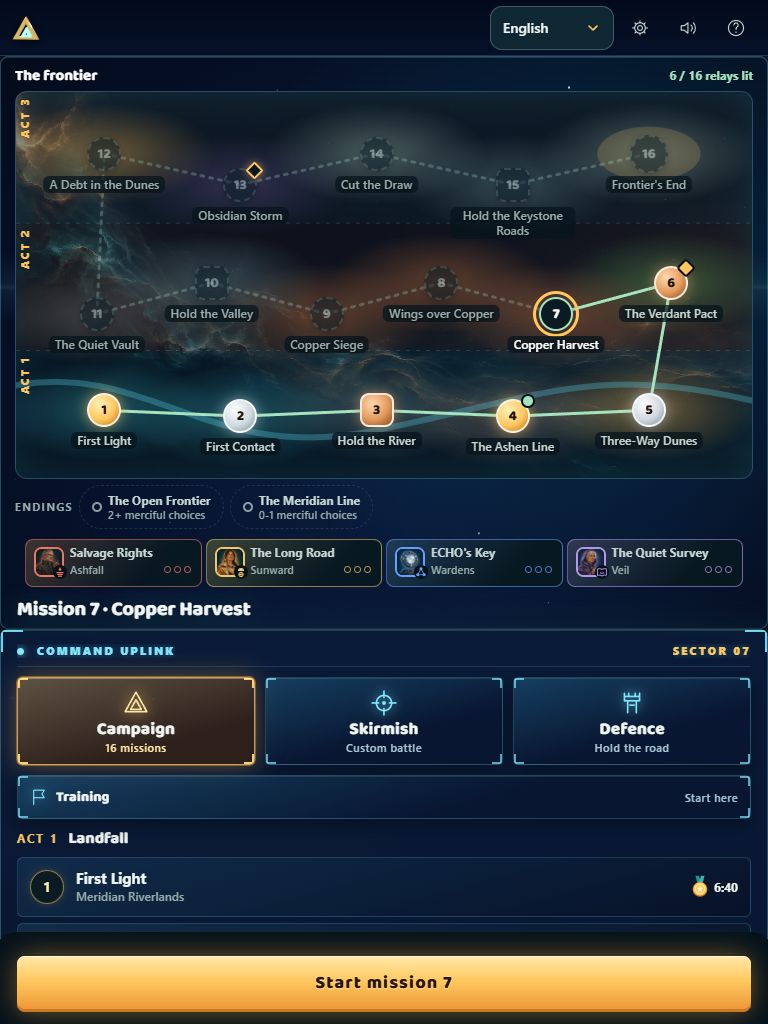 English
The frontier
6 / 16 relays lit
ACT 3
12
A Debt in the Dunes
13
Obsidian Storm
14
Cut the Draw
15
Hold the Keystone
Roads
16
Frontier's End
ACT 2
11
The Quiet Vault
10
Hold the Valley
9
Copper Siege
8
Wings over Copper
7
Copper Harvest
6
The Verdant Pact
ACT 1
1
First Light
2
First Contact
3
Hold the River
4
The Ashen Line
5
Three-Way Dunes
ENDINGS
The Open Frontier
2+ merciful choices
The Meridian Line
0-1 merciful choices
Salvage Rights
Ashfall
The Long Road
Sunward
ECHO's Key
Wardens
The Quiet Survey
Veil
Mission 7 · Copper Harvest
COMMAND UPLINK
SECTOR 07
Campaign
16 missions
Skirmish
Custom battle
Defence
Hold the road
Training
Start here
ACT 1 Landfall
1
First Light
Meridian Riverlands
6:40
Start mission 7